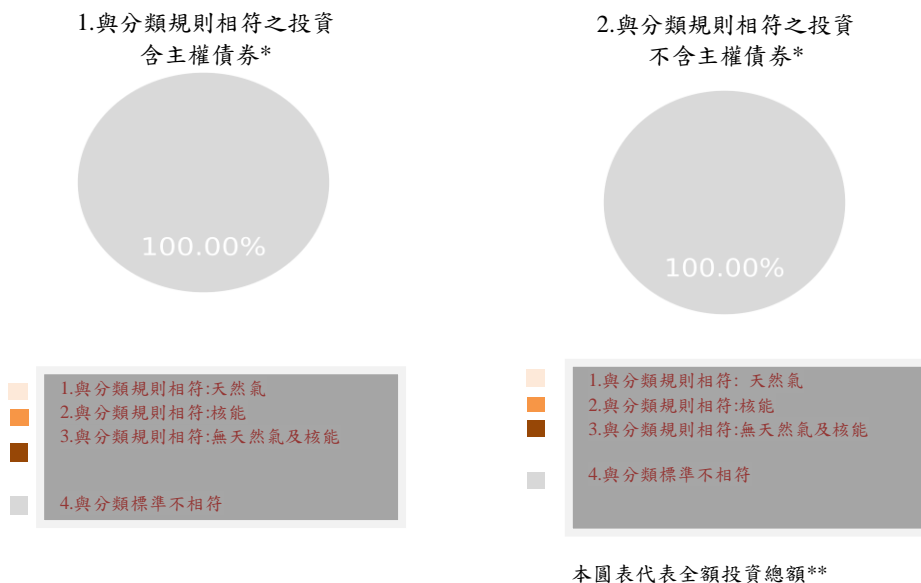 1.與分類規則相符之投資
含主權債券*
100.00%
1.與分類規則相符:天然氣
2.與分類規則相符:核能
3.與分類規則相符:無天然氣及核能
4.與分類標準不相符
2.與分類規則相符之投資
不含主權債券*
100.00%
1.與分類規則相符: 天然氣
2.與分類規則相符:核能
3.與分類規則相符:無天然氣及核能
4.與分類標準不相符
本圓表代表全額投資總額**